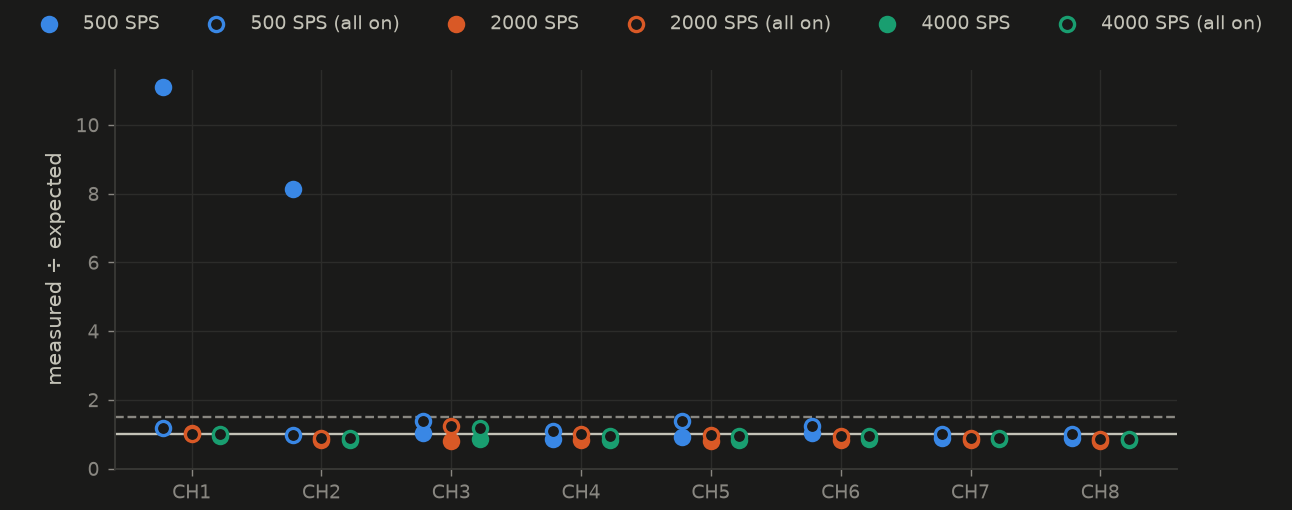 500 SPS 500 SPS (all on) 2000 SPS 2000 SPS (all on) 4000 SPS 4000 SPS (all on)
measured ÷ expected
10
8
6
4
2
0
CH1 CH2 CH3 CH4 CH5 CH6 CH7 CH8